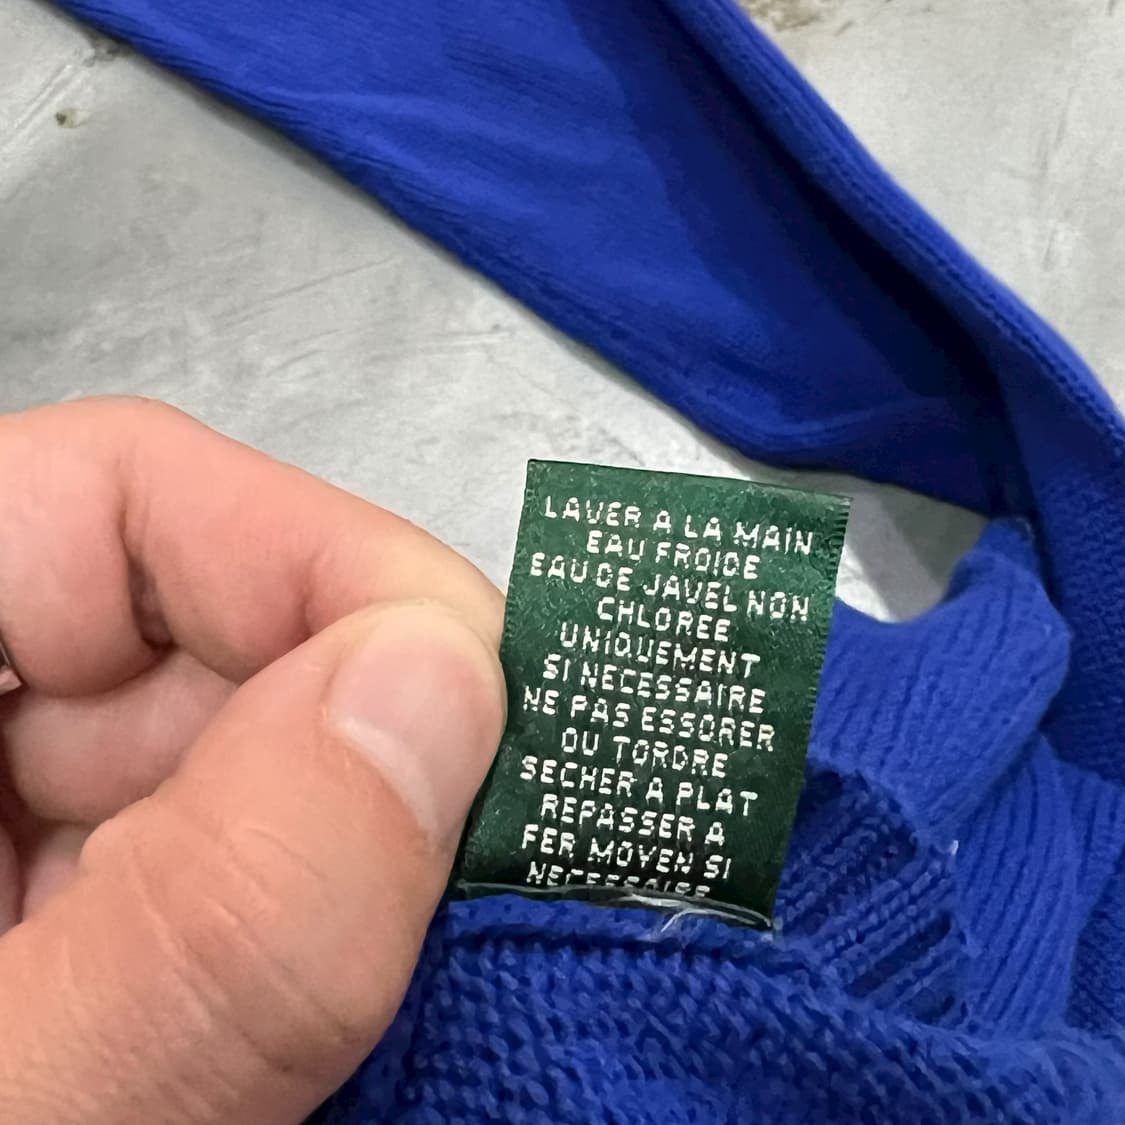 LAVER A LA MAIN
EAU FROIDE
EAU DE JAVEL NON
CHLOREE
UNIQUEMENT
SI NECESSAIRE
NE PAS ESSORER
OU TORDRE
SECHER A PLAT
REPASSER A
FER MOYEN SI
NECESSAIRE